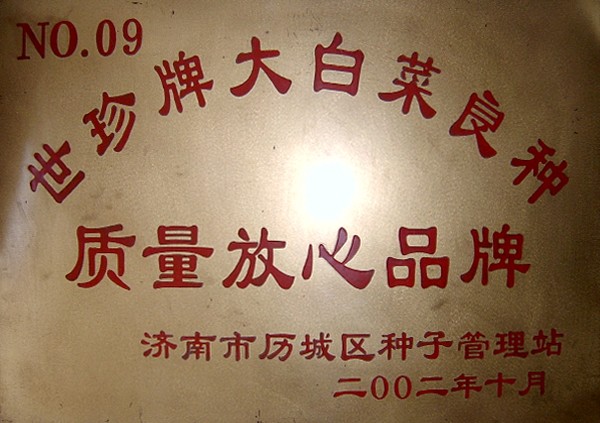 NO.09
世珍牌大白菜良种
质量放心品牌
济南市历城区种子管理站
二00二年十月